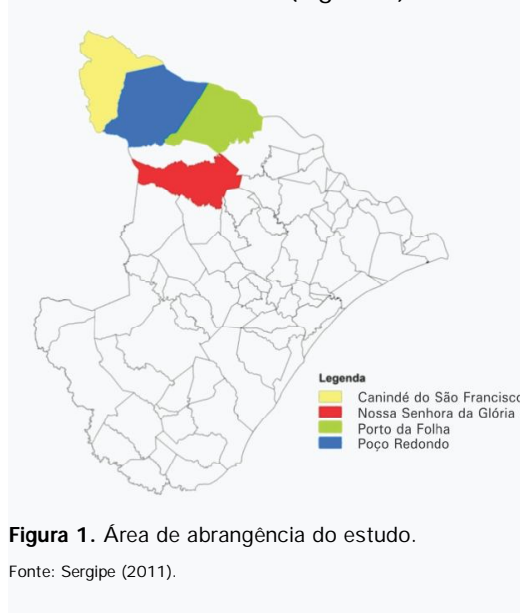 Legenda
Canindé do São Francisco
Nossa Senhora da Glória
Porto da Folha
Poço Redondo
Figura 1. Área de abrangência do estudo.
Fonte: Sergipe (2011).